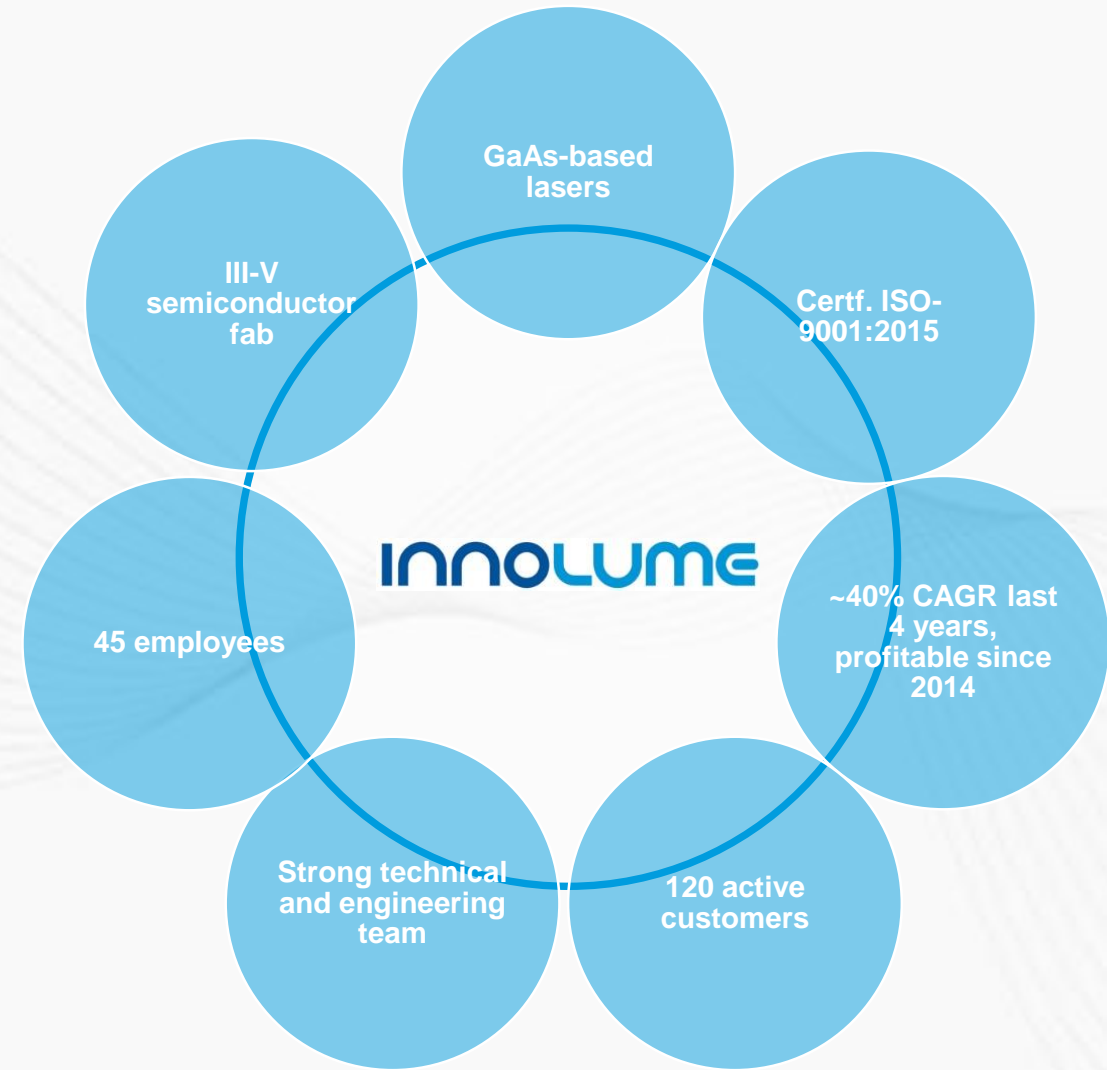 GaAs-based
lasers
Certf. ISO-
9001:2015
~40% CAGR last
4 years,
profitable since
2014
120 active
customers
Strong technical
and engineering
team
45 employees
III-V
semiconductor
fab
INNOLUME